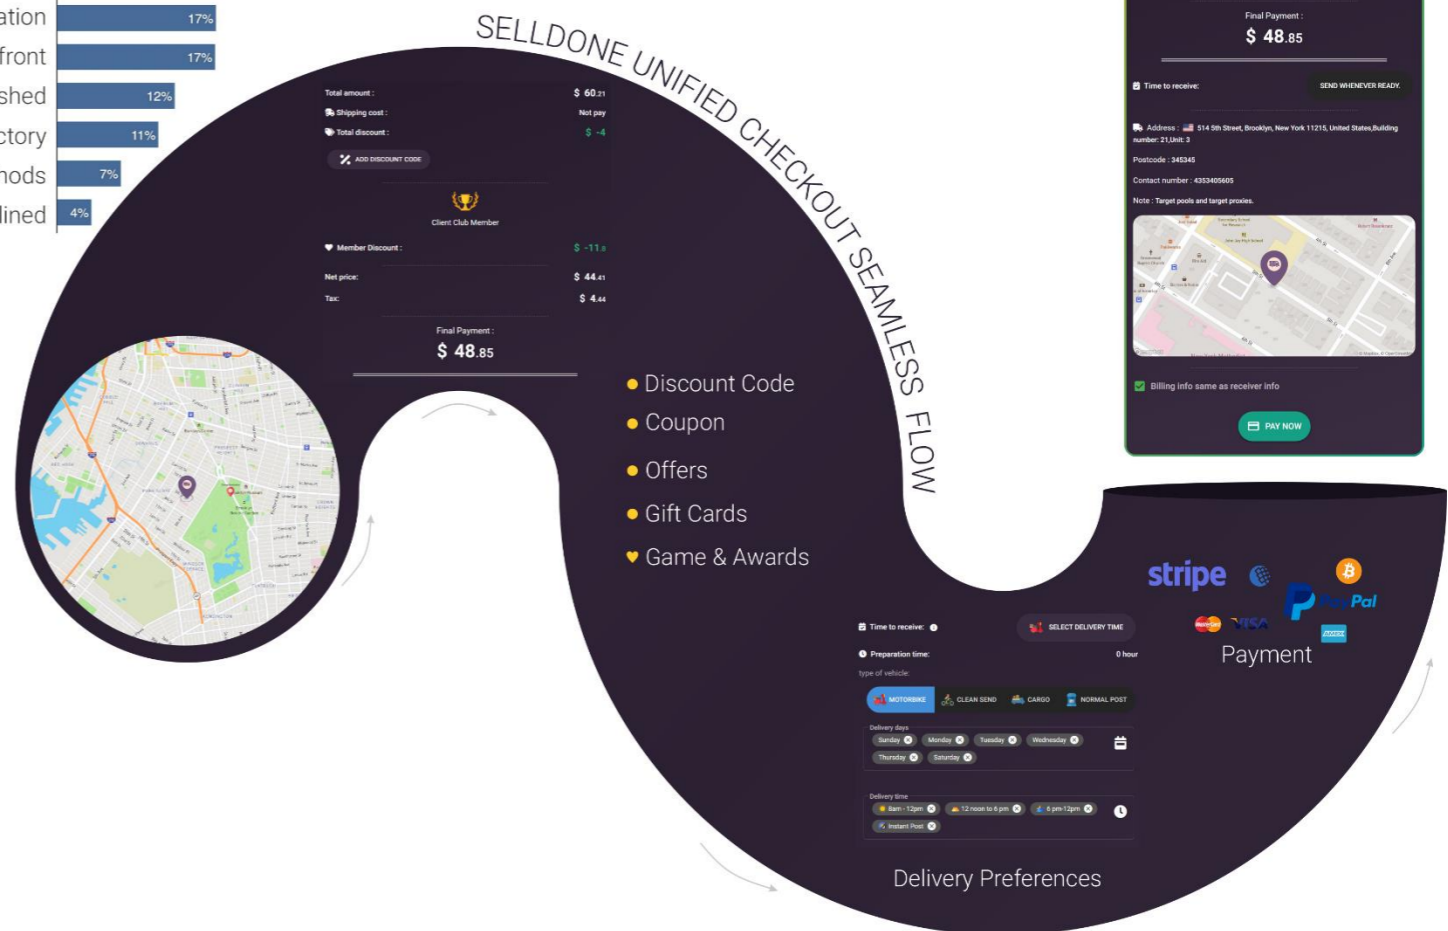 ation 17%
front 17%
shed 12%
ctory 11%
nods 7%
lined 4%
SELLDONE UNIFIED CHECKOUT SEAMLESS FLOW
Total amount : $ 60.21
Shipping cost : Not pay
Total discount : $ -4
ADD DISCOUNT CODE
Client Club Member
Member Discount : $ -11.8
Net price: $ 44.41
Tax: $ 4.44
Final Payment :
$ 48.85
Discount Code
Coupon
Offers
Gift Cards
Game & Awards
Time to receive: SELECT DELIVERY TIME
Preparation time: 0 hour
type of vehicle:
MOTORBIKE CLEAN SEND CARGO NORMAL POST
Delivery days
Sunday Monday Tuesday Wednesday
Thursday Saturday
Delivery time
8am - 12pm 12 noon to 6 pm 6 pm-12pm
Instant Post
Delivery Preferences
Final Payment :
$ 48.85
Time to receive: SEND WHENEVER READY.
Address : 514 5th Street, Brooklyn, New York 11215, United States,Building
number: 21,Unit: 3
Postcode : 345345
Contact number : 4353405605
Note : Target pools and target proxies.
John Jay High School
Billing info same as receiver info
PAY NOW
stripe
PayPal
VISA
Payment